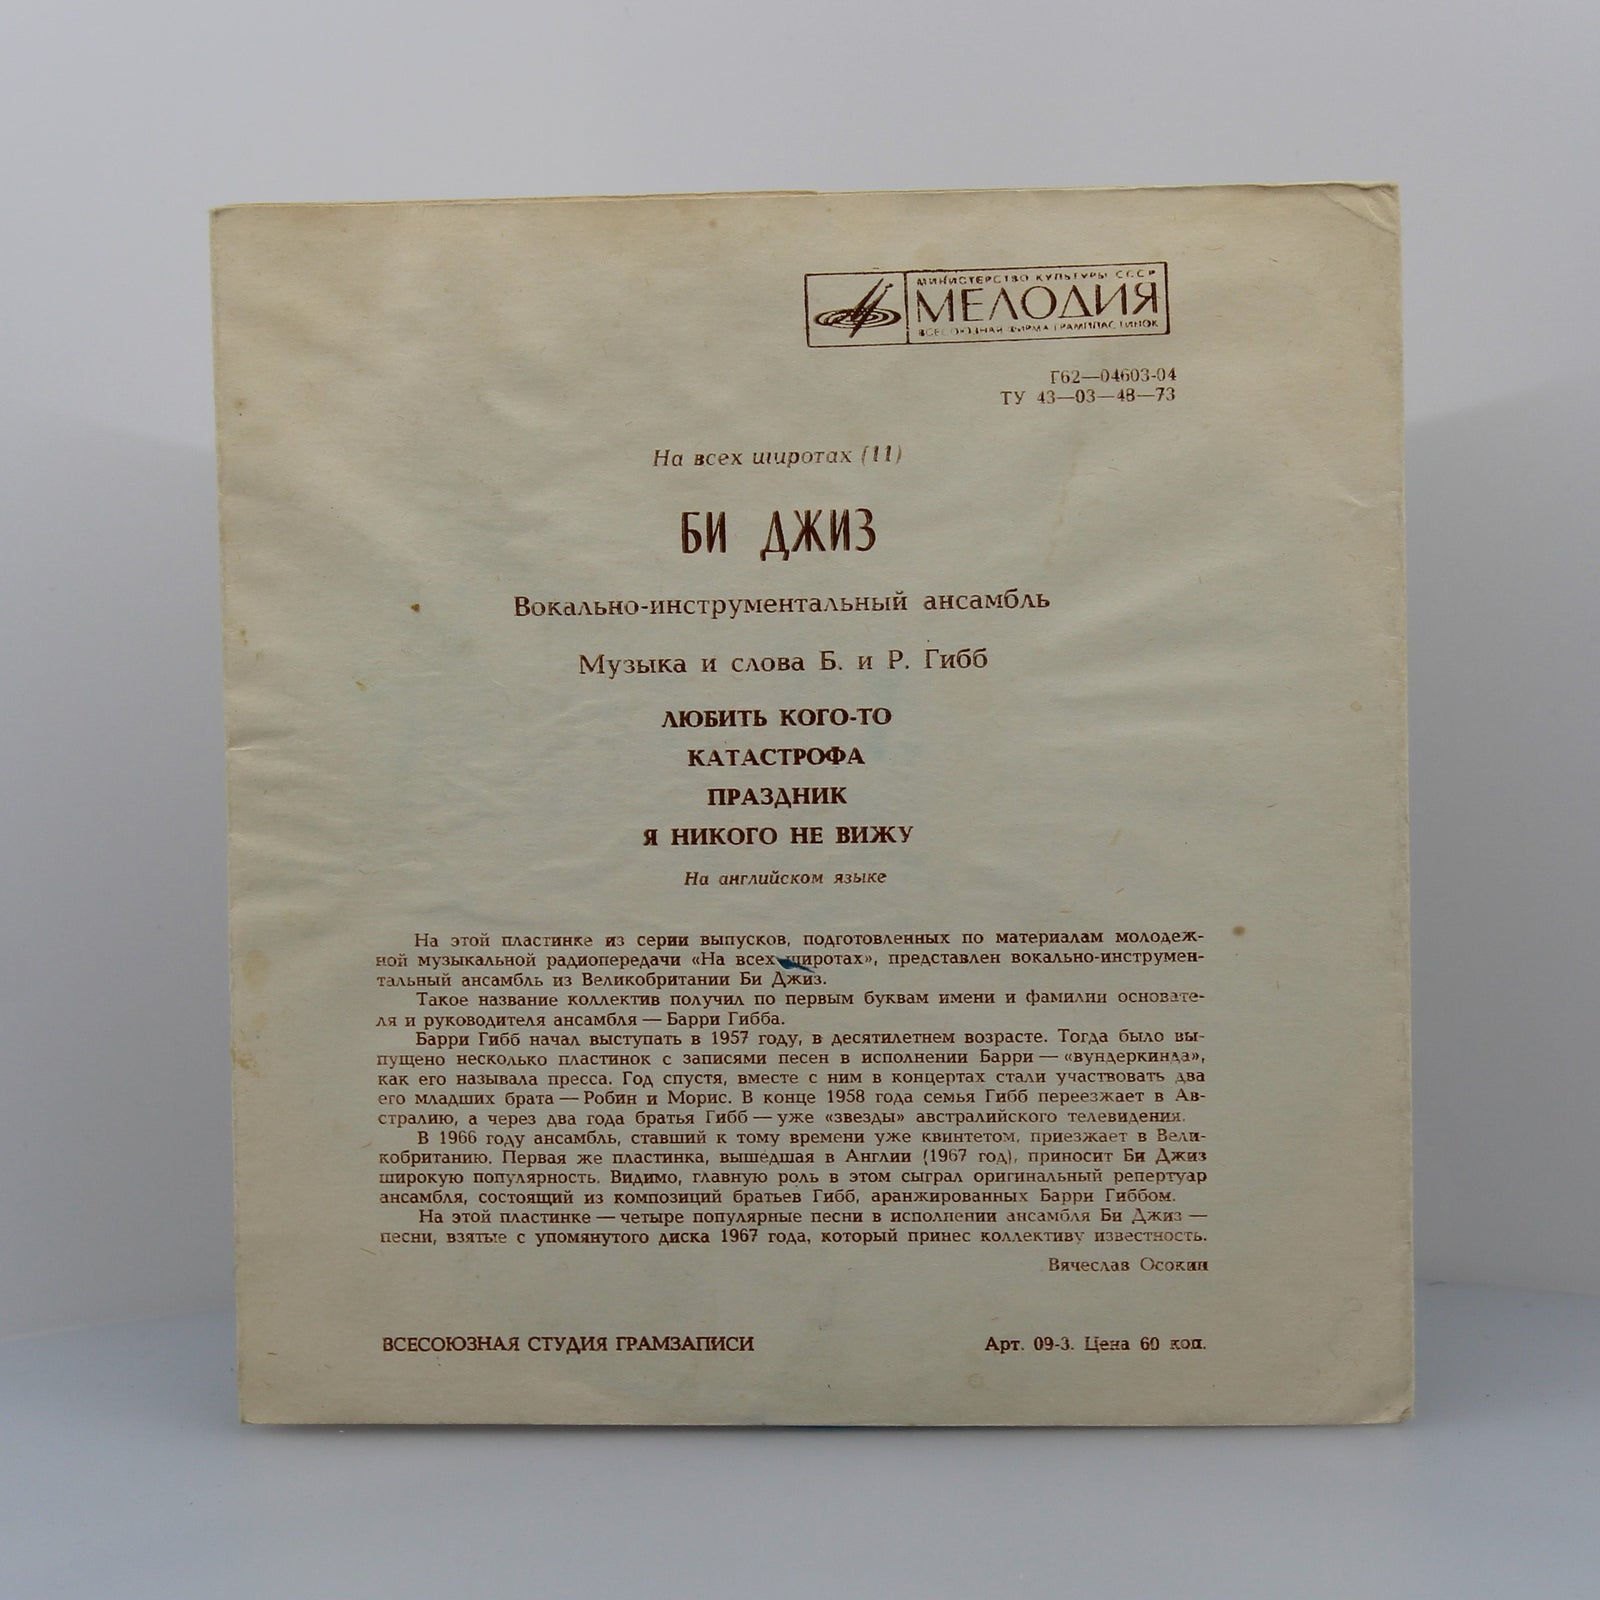 МИНИСТЕРСТВО КУЛЬТУРЫ СССР
МЕЛОДИЯ
ВСЕСОЮЗНАЯ ФИРМА ГРАМПЛАСТИНОК
Г62—04603-04
ТУ 43—03—48—73
На всех широтах (11)
БИ ДЖИЗ
Вокально-инструментальный ансамбль
Музыка и слова Б. и Р. Гибб
ЛЮБИТЬ КОГО-ТО
КАТАСТРОФА
ПРАЗДНИК
Я НИКОГО НЕ ВИЖУ
На английском языке
На этой пластинке из серии выпусков, подготовленных по материалам молодеж-
ной музыкальной радиопередачи «На всех широтах», представлен вокально-инструмен-
тальный ансамбль из Великобритании Би Джиз.
Такое название коллектив получил по первым буквам имени и фамилии основате-
ля и руководителя ансамбля — Барри Гибба.
Барри Гибб начал выступать в 1957 году, в десятилетнем возрасте. Тогда было вы-
пущено несколько пластинок с записями песен в исполнении Барри — «вундеркинда»,
как его называла пресса. Год спустя, вместе с ним в концертах стали участвовать два
его младших брата — Робин и Морис. В конце 1958 года семья Гибб переезжает в Ав-
стралию, а через два года братья Гибб — уже «звезды» австралийского телевидения.
В 1966 году ансамбль, ставший к тому времени уже квинтетом, приезжает в Вели-
кобританию. Первая же пластинка, вышедшая в Англии (1967 год), приносит Би Джиз
широкую популярность. Видимо, главную роль в этом сыграл оригинальный репертуар
ансамбля, состоящий из композиций братьев Гибб, аранжированных Барри Гиббом.
На этой пластинке — четыре популярные песни в исполнении ансамбля Би Джиз —
песни, взятые с упомянутого диска 1967 года, который принес коллективу известность.
Вячеслав Осокин
ВСЕСОЮЗНАЯ СТУДИЯ ГРАМЗАПИСИ
Арт. 09-3. Цена 60 коп.